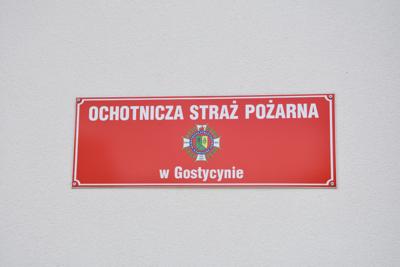 OCHOTNICZA STRAŻ POŻARNA
w Gostycynie